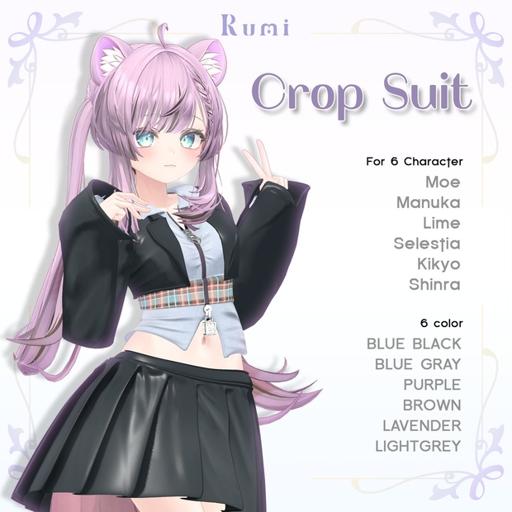 Rumi
Crop Suit
For 6 Character
Moe
Manuka
Lime
Selestia
Kikyo
Shinra
6 color
BLUE BLACK
BLUE GRAY
PURPLE
BROWN
LAVENDER
LIGHTGREY